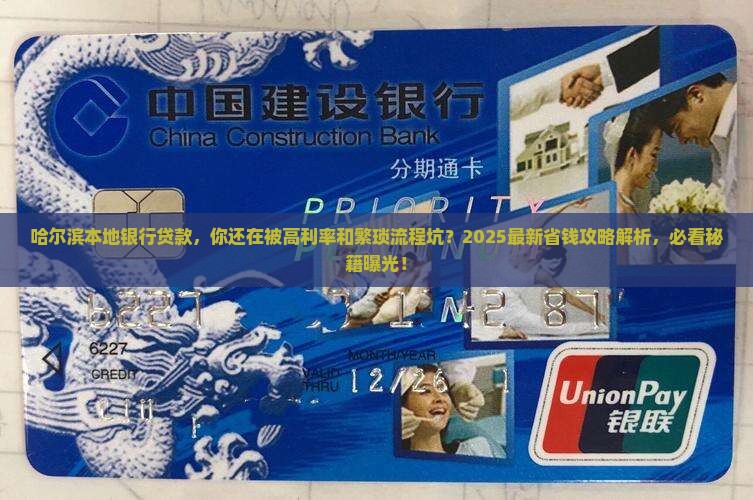 中国建设银行
China Construction Bank
分期通卡
PRIORITY
哈尔滨本地银行贷款，你还在被高利率和繁琐流程坑？2025最新省钱攻略解析，必看秘
籍曝光！
6227
MONTH/YEAR
CREDIT
VALID
THRU
12/26
UnionPay
银联